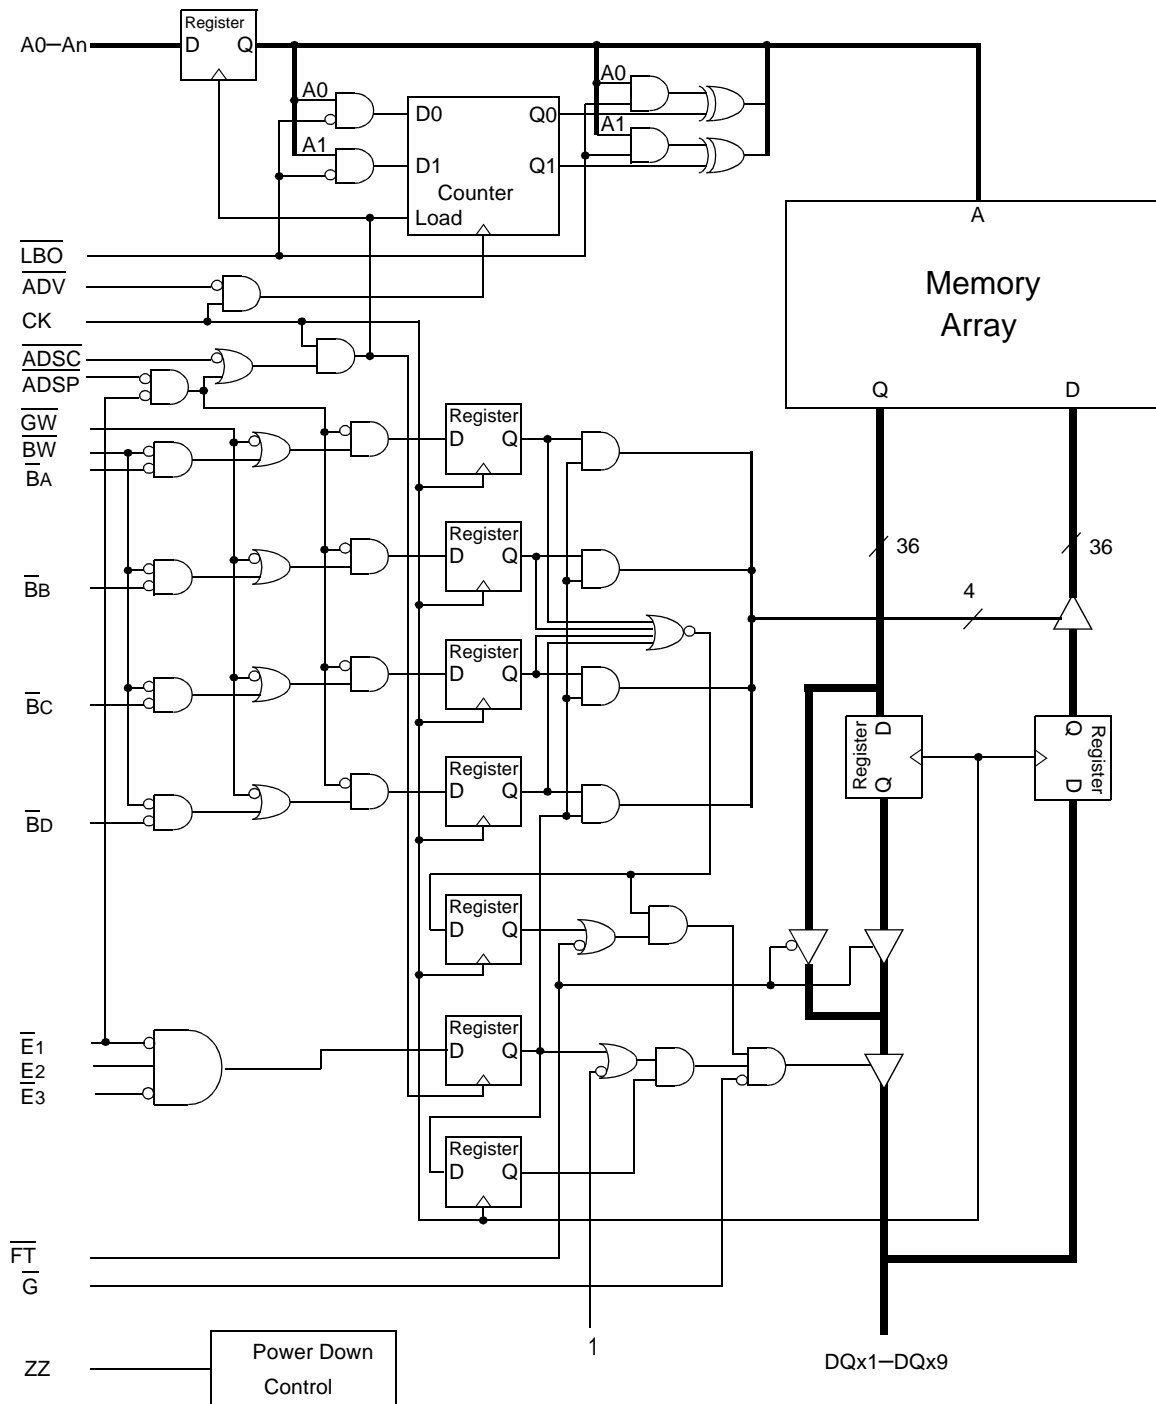 Register
A0–An
D Q
A0
A0
D0
Q0
A1
A1
D1
Q1
Counter
Load
A
LBO
ADV
CK
Memory
Array
ADSC
ADSP
Q
D
GW
BW
BA
Register
D Q
36
36
BB
Register
D Q
4
BC
Register
D Q
Register
D
Q
Register
Q
D
BD
Register
D Q
Register
D Q
E1
E2
E3
Register
D Q
Register
D Q
FT
G
1
ZZ
Power Down
Control
DQx1–DQx9